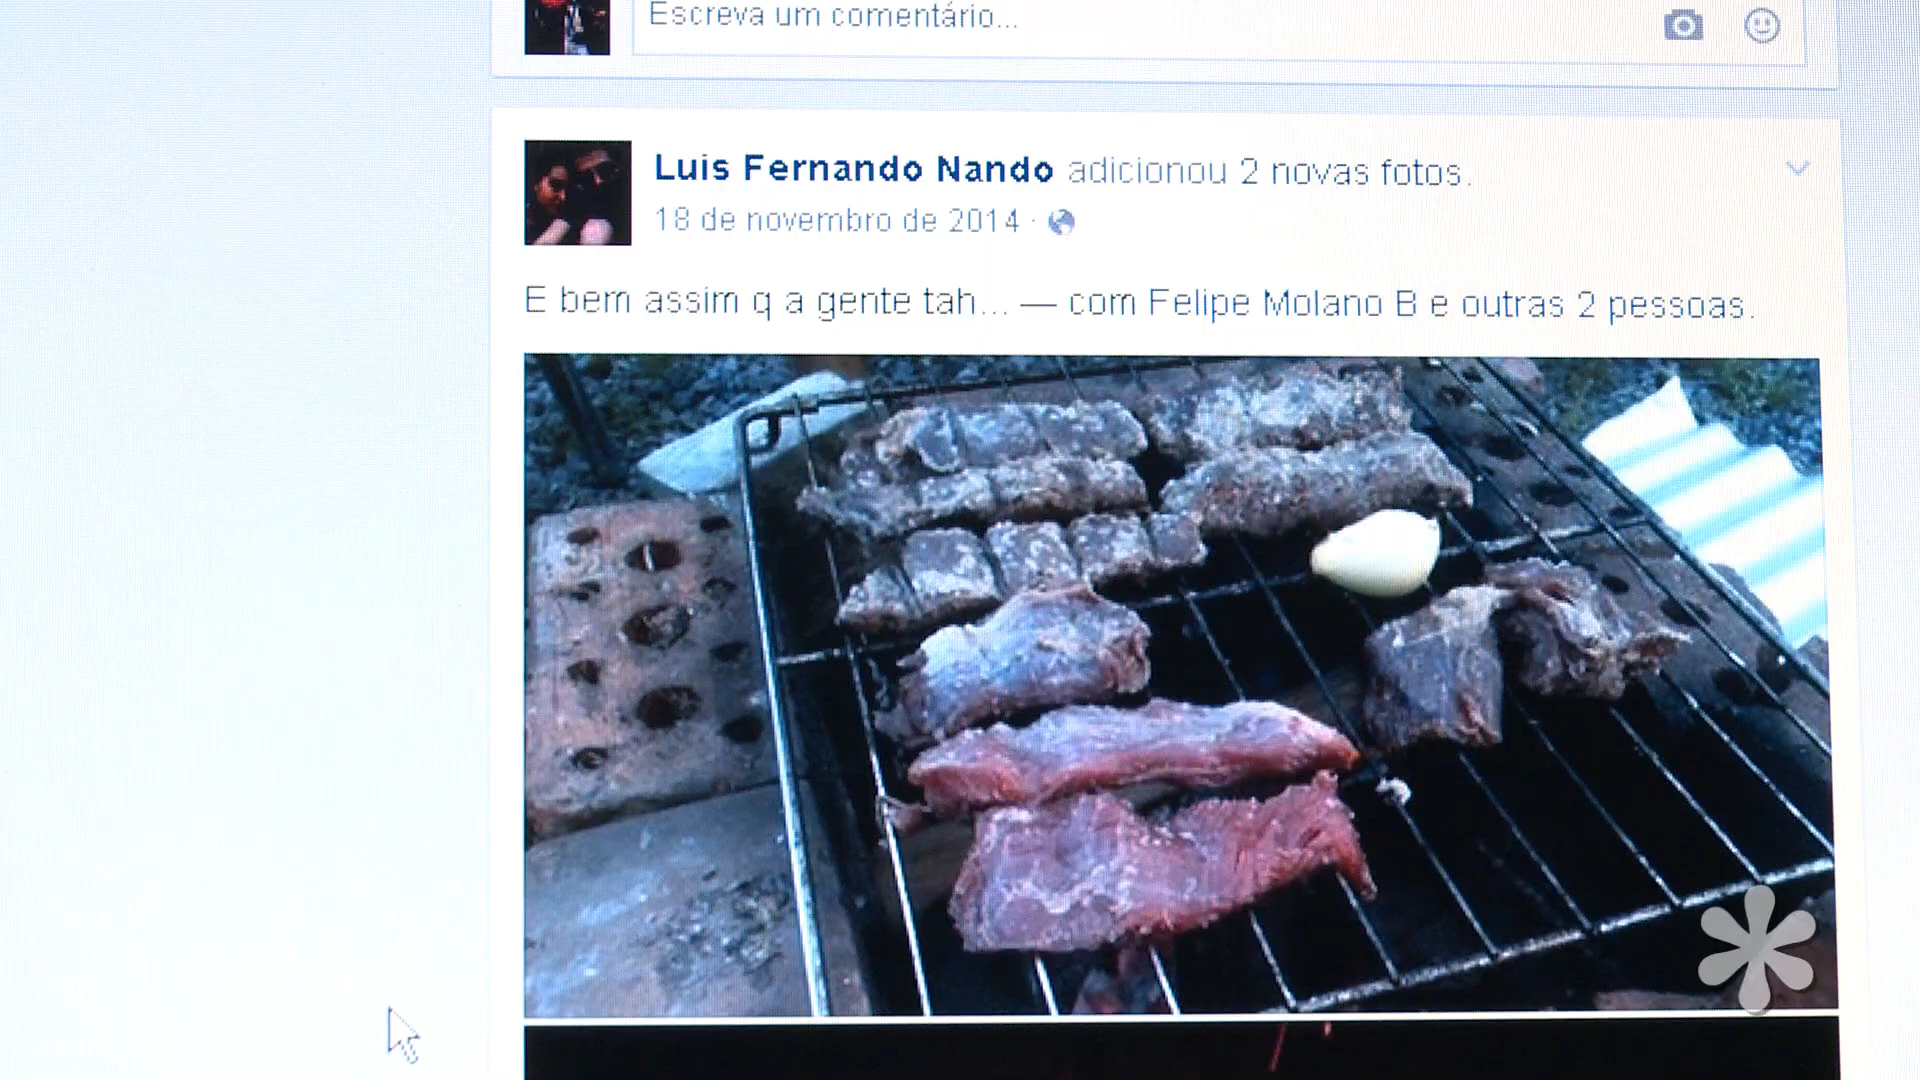 Escreva um comentário...
Luis Fernando Nando adicionou 2 novas fotos.
18 de novembro de 2014 ·
E bem assim q a gente tah... — com Felipe Molano B e outras 2 pessoas.